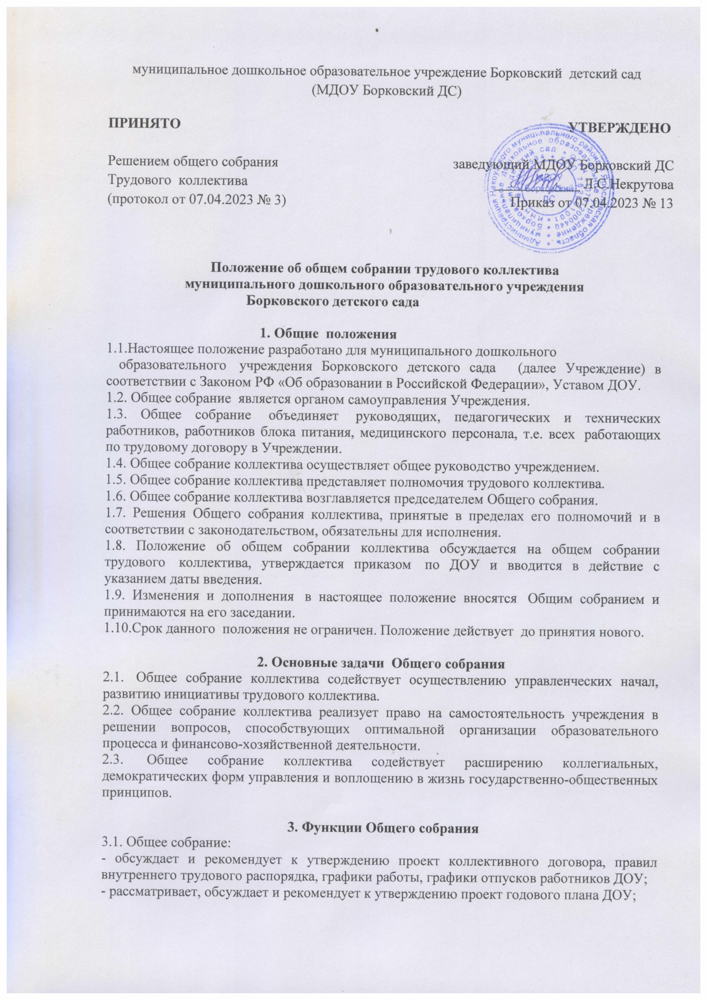 муниципальное дошкольное образовательное учреждение Борковский детский сад
(МДОУ Борковский ДС)
ПРИНЯТО
УТВЕРЖДЕНО
Решением общего собрания
заведующий МДОУ Борковский ДС
Трудового коллектива
____________ Л.С.Некрутова
(протокол от 07.04.2023 № 3)
Приказ от 07.04.2023 № 13
МДОУ
Борковский
ДС
Положение об общем собрании трудового коллектива
муниципального дошкольного образовательного учреждения
Борковского детского сада
1. Общие положения
1.1.Настоящее положение разработано для муниципального дошкольного
образовательного учреждения Борковского детского сада (далее Учреждение) в
соответствии с Законом РФ «Об образовании в Российской Федерации», Уставом ДОУ.
1.2. Общее собрание является органом самоуправления Учреждения.
1.3. Общее собрание объединяет руководящих, педагогических и технических
работников, работников блока питания, медицинского персонала, т.е. всех работающих
по трудовому договору в Учреждении.
1.4. Общее собрание коллектива осуществляет общее руководство учреждением.
1.5. Общее собрание коллектива представляет полномочия трудового коллектива.
1.6. Общее собрание коллектива возглавляется председателем Общего собрания.
1.7. Решения Общего собрания коллектива, принятые в пределах его полномочий и в
соответствии с законодательством, обязательны для исполнения.
1.8. Положение об общем собрании коллектива обсуждается на общем собрании
трудового коллектива, утверждается приказом по ДОУ и вводится в действие с
указанием даты введения.
1.9. Изменения и дополнения в настоящее положение вносятся Общим собранием и
принимаются на его заседании.
1.10.Срок данного положения не ограничен. Положение действует до принятия нового.
2. Основные задачи Общего собрания
2.1. Общее собрание коллектива содействует осуществлению управленческих начал,
развитию инициативы трудового коллектива.
2.2. Общее собрание коллектива реализует право на самостоятельность учреждения в
решении вопросов, способствующих оптимальной организации образовательного
процесса и финансово-хозяйственной деятельности.
2.3. Общее собрание коллектива содействует расширению коллегиальных,
демократических форм управления и воплощению в жизнь государственно-общественных
принципов.
3. Функции Общего собрания
3.1. Общее собрание:
- обсуждает и рекомендует к утверждению проект коллективного договора, правил
внутреннего трудового распорядка, графики работы, графики отпусков работников ДОУ;
- рассматривает, обсуждает и рекомендует к утверждению проект годового плана ДОУ;